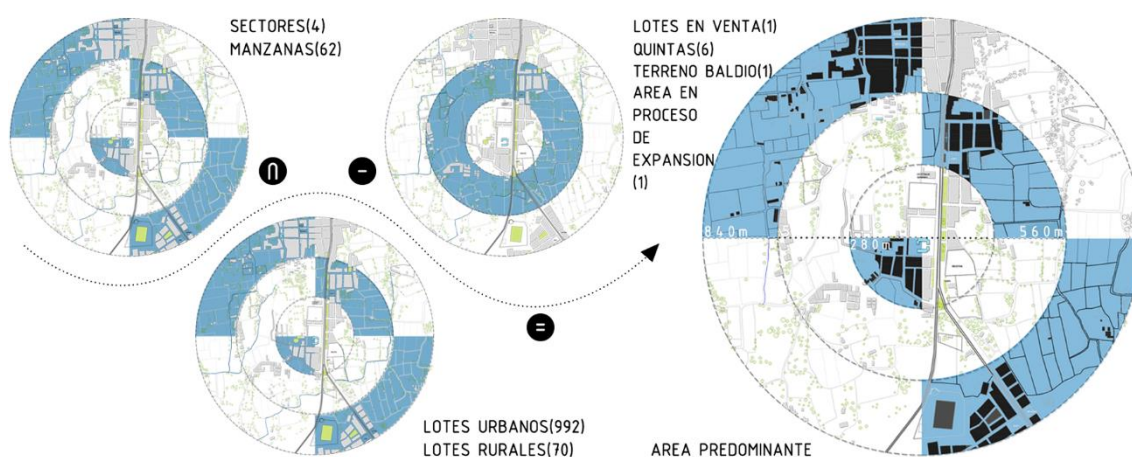 SECTORES(4)
MANZANAS(62)
∩
-
LOTES URBANOS(992)
LOTES RURALES(70)
=
LOTES EN VENTA(1)
QUINTAS(6)
TERRENO BALDIO(1)
AREA EN
PROCESO
DE
EXPANSION
(1)
840m
280m
560m
AREA PREDOMINANTE